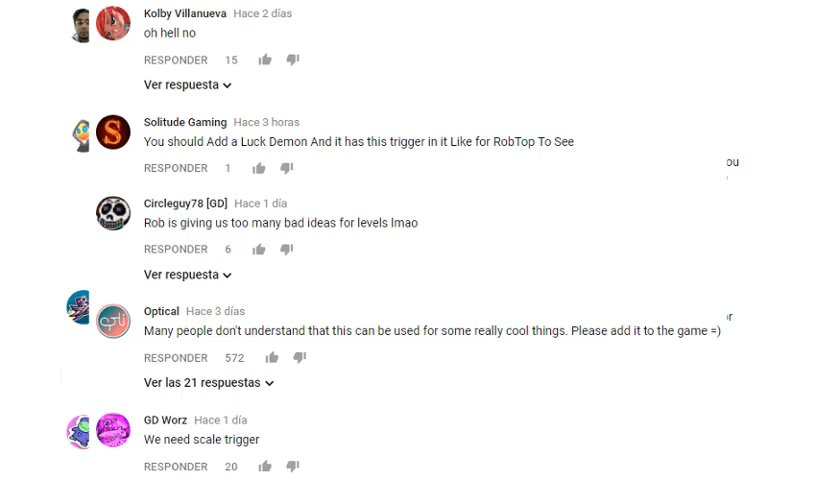 Kolby Villanueva Hace 2 días
oh hell no
RESPONDER 15
Ver respuesta
Solitude Gaming Hace 3 horas
You should Add a Luck Demon And it has this trigger in it Like for RobTop To See
ou
RESPONDER 1
Circleguy78 [GD] Hace 1 día
Rob is giving us too many bad ideas for levels lmao
RESPONDER 6
Ver respuesta
Optical Hace 3 días
Many people don't understand that this can be used for some really cool things. Please add it to the game =)
RESPONDER 572
Ver las 21 respuestas
GD Worz Hace 1 día
We need scale trigger
RESPONDER 20